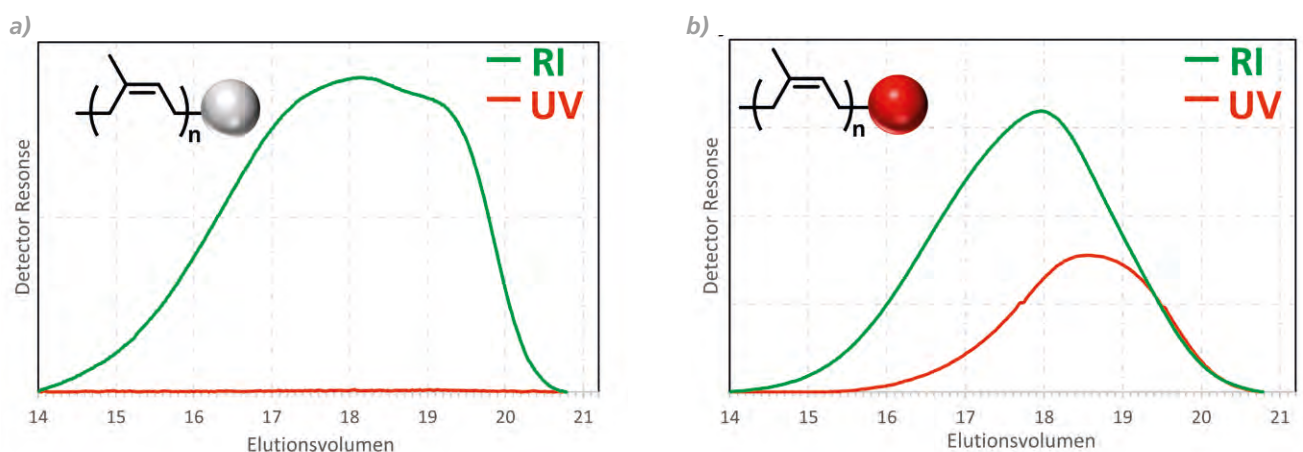 a)
RI
UV
n
Detector Resonse
14 15 16 17 18 19 20 21
Elutionsvolumen
b)
RI
UV
n
Detector Resonse
14 15 16 17 18 19 20 21
Elutionsvolumen